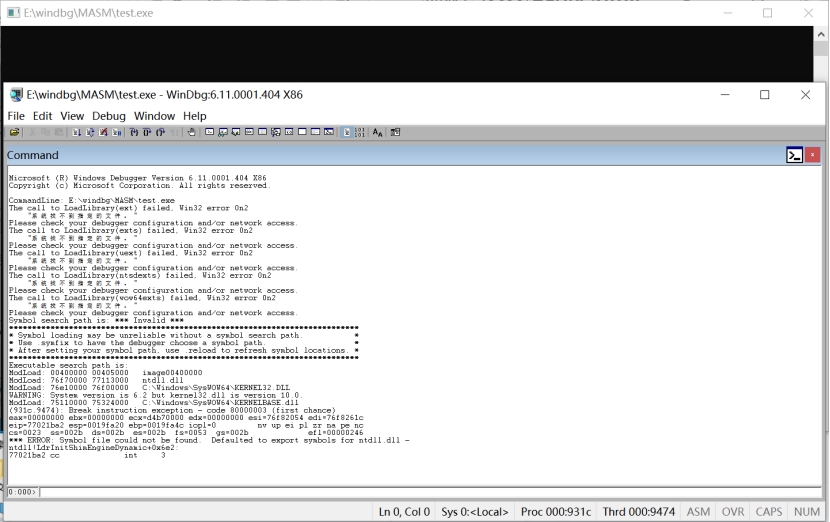 E:\windbg\MASM\test.exe
E:\windbg\MASM\test.exe - WinDbg:6.11.0001.404 X86
File Edit View Debug Window Help
Command
Microsoft (R) Windows Debugger Version 6.11.0001.404 X86
Copyright (c) Microsoft Corporation. All rights reserved.
CommandLine: E:\windbg\MASM\test.exe
The call to LoadLibrary(ext) failed, Win32 error 0n2
"系统找不到指定的文件。"
Please check your debugger configuration and/or network access.
The call to LoadLibrary(exts) failed, Win32 error 0n2
"系统找不到指定的文件。"
Please check your debugger configuration and/or network access.
The call to LoadLibrary(uext) failed, Win32 error 0n2
"系统找不到指定的文件。"
Please check your debugger configuration and/or network access.
The call to LoadLibrary(ntsdexts) failed, Win32 error 0n2
"系统找不到指定的文件。"
Please check your debugger configuration and/or network access.
The call to LoadLibrary(wow64exts) failed, Win32 error 0n2
"系统找不到指定的文件。"
Please check your debugger configuration and/or network access.
Symbol search path is: *** Invalid ***
****************************************************************************
* Symbol loading may be unreliable without a symbol search path. *
* Use .symfix to have the debugger choose a symbol path. *
* After setting your symbol path, use .reload to refresh symbol locations. *
****************************************************************************
Executable search path is:
ModLoad: 00400000 00405000 image00400000
ModLoad: 76f70000 77113000 ntdll.dll
ModLoad: 76e10000 76f00000 C:\Windows\SysWOW64\KERNEL32.DLL
WARNING: System version is 6.2 but kernel32.dll is version 10.0.
ModLoad: 75110000 75324000 C:\Windows\SysWOW64\KERNELBASE.dll
(931c.9474): Break instruction exception - code 80000003 (first chance)
eax=00000000 ebx=00000000 ecx=d4b70000 edx=00000000 esi=76f82054 edi=76f8261c
eip=77021ba2 esp=0019fa20 ebp=0019fa4c iopl=0 nv up ei pl zr na pe nc
cs=0023 ss=002b ds=002b es=002b fs=0053 gs=002b efl=00000246
*** ERROR: Symbol file could not be found. Defaulted to export symbols for ntdll.dll -
ntdll!LdrInitShimEngineDynamic+0x6e2:
77021ba2 cc int 3
0:000>
Ln 0, Col 0 Sys 0:<Local> Proc 000:931c Thrd 000:9474 ASM OVR CAPS NUM